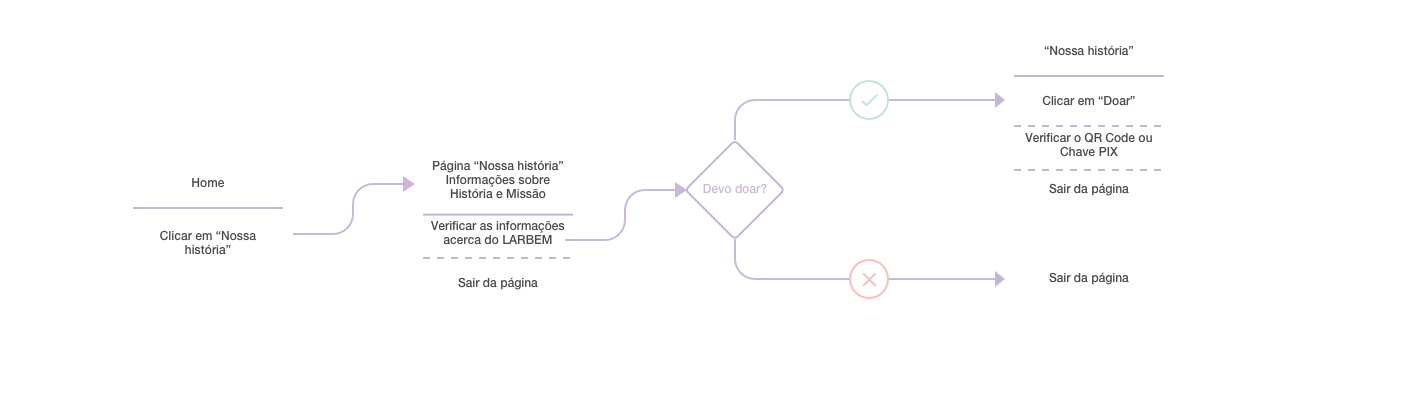 Home
Clicar em “Nossa
história”
Página “Nossa história”
Informações sobre
História e Missão
Verificar as informações
acerca do LARBEM
Sair da página
Devo doar?
“Nossa história”
Clicar em “Doar”
Verificar o QR Code ou
Chave PIX
Sair da página
Sair da página